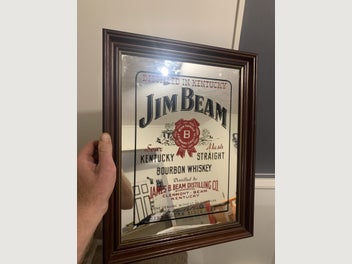 DISTILLED IN KENTUCKY
JIM BEAM
B
Sour Mash
KENTUCKY STRAIGHT
BOURBON WHISKEY
Distilled by
JAMES B. BEAM DISTILLING CO.
CLERMONT · BEAM
KENTUCKY